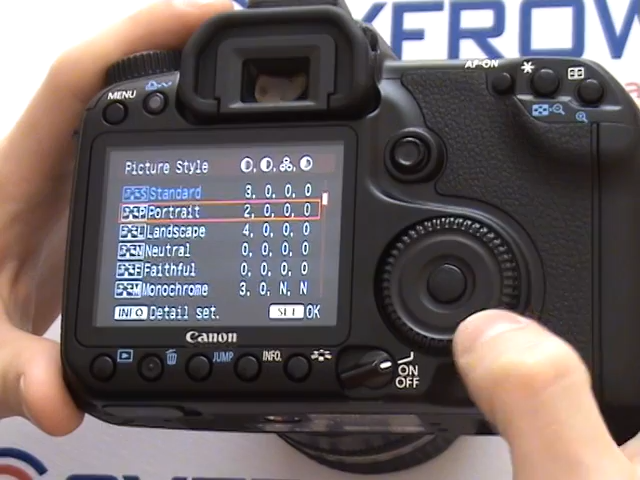 XFROW
AF-ON
MENU
Picture Style
Standard 3, 0, 0, 0
Portrait 2, 0, 0, 0
Landscape 4, 0, 0, 0
Neutral 0, 0, 0, 0
Faithful 0, 0, 0, 0
Monochrome 3, 0, N, N
INFO Detail set. SET OK
Canon
JUMP INFO.
ON
OFF